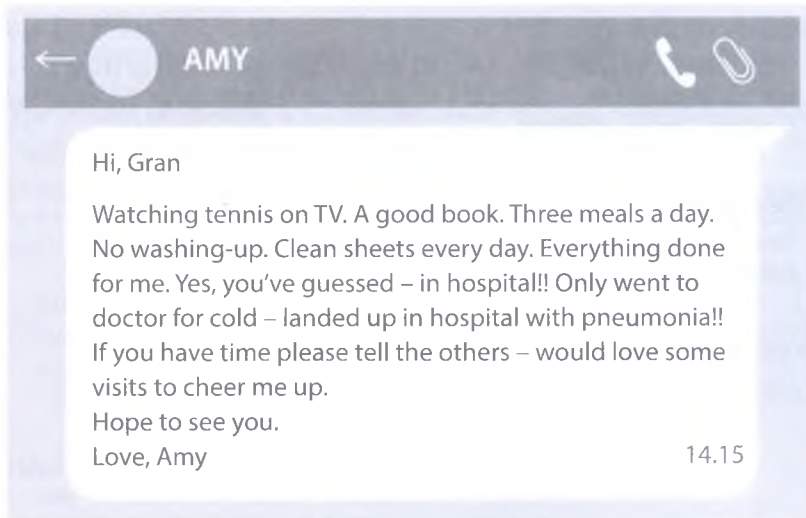 AMY
Hi, Gran
Watching tennis on TV. A good book. Three meals a day.
No washing-up. Clean sheets every day. Everything done
for me. Yes, you've guessed – in hospital!! Only went to
doctor for cold – landed up in hospital with pneumonia!!
If you have time please tell the others – would love some
visits to cheer me up.
Hope to see you.
Love, Amy 14.15